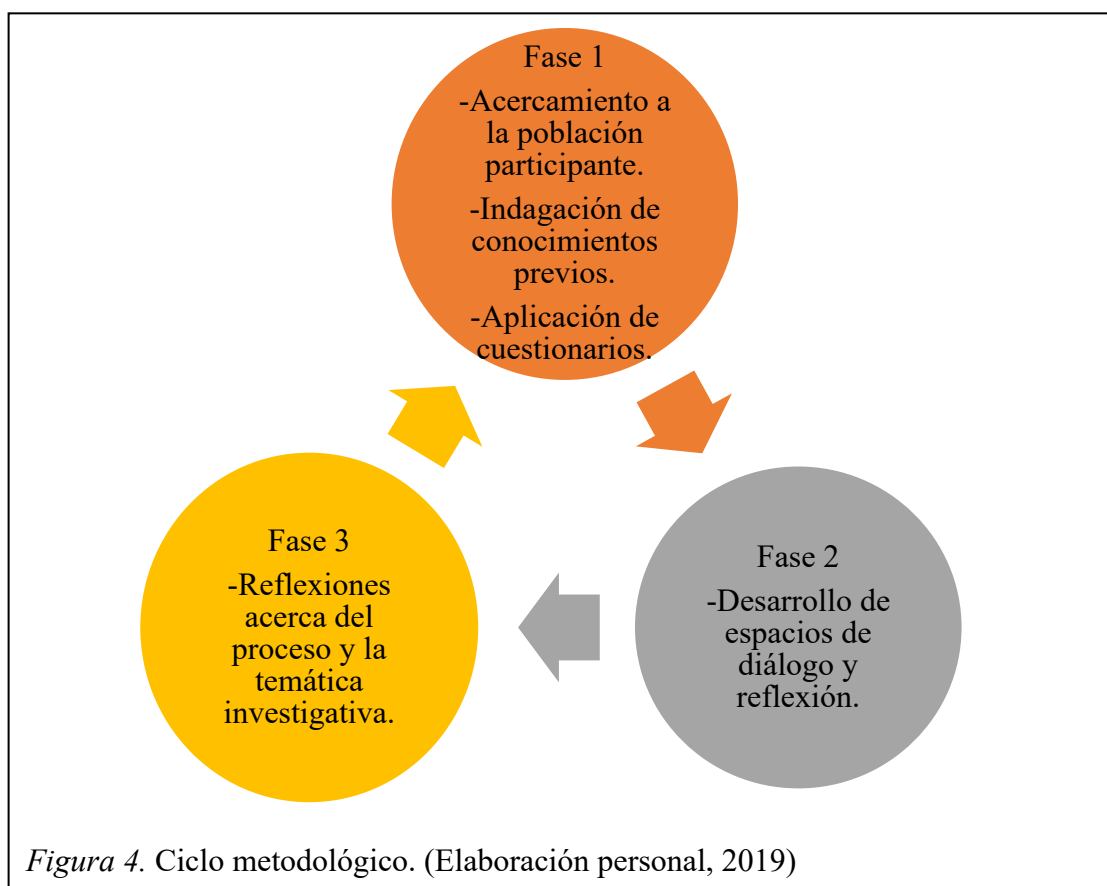 Fase 1
-Acercamiento a
la población
participante.
-Indagación de
conocimientos
previos.
-Aplicación de
cuestionarios.
Fase 2
-Desarrollo de
espacios de
diálogo y
reflexión.
Fase 3
-Reflexiones
acerca del
proceso y la
temática
investigativa.
Figura 4. Ciclo metodológico. (Elaboración personal, 2019)